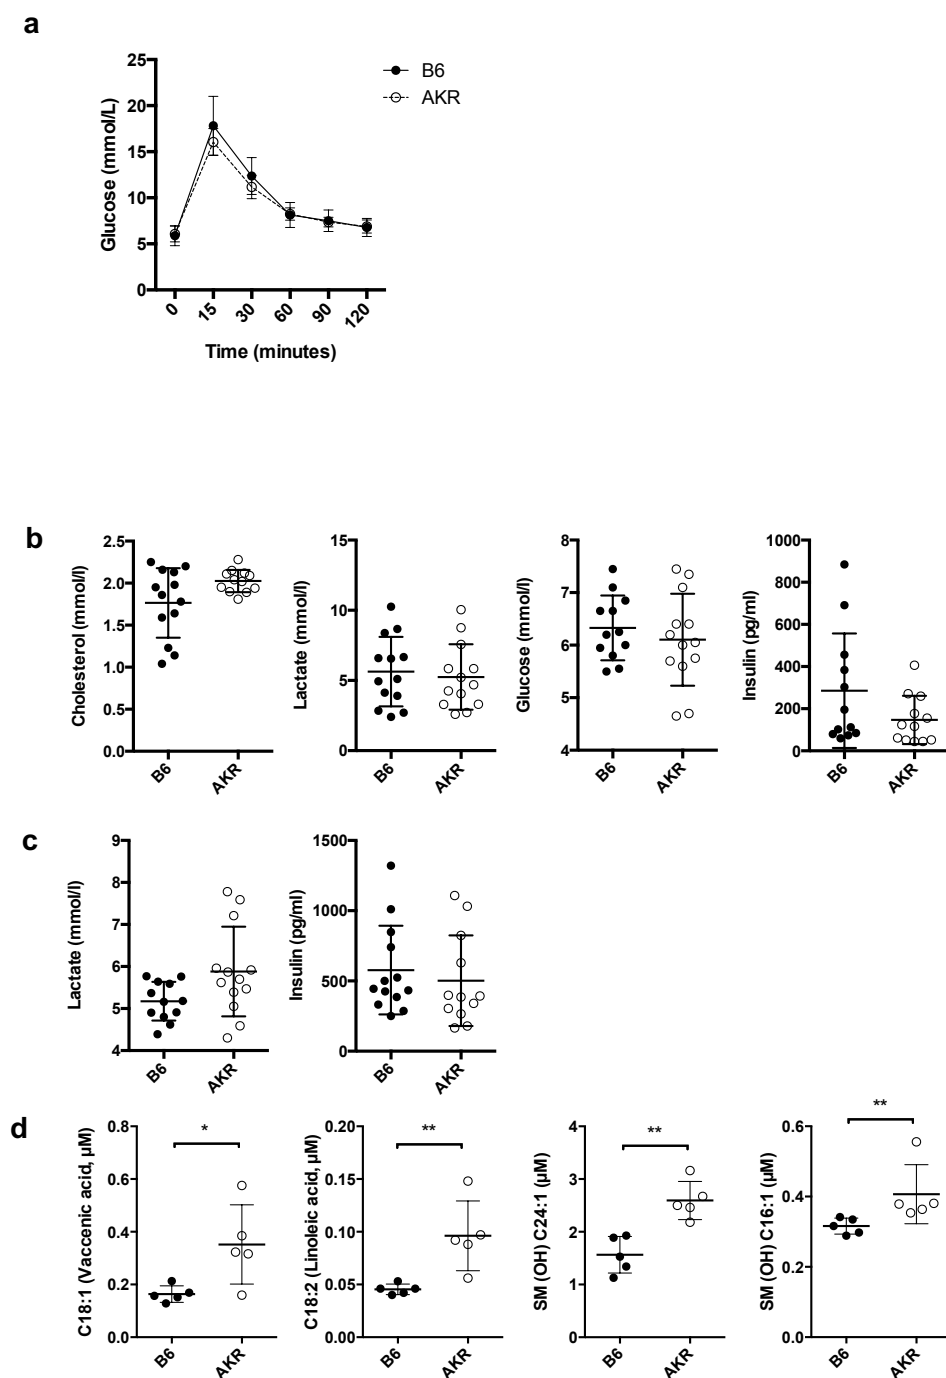 a
B6
AKR
Glucose (mmol/L)
25
20
15
10
5
0
0 15 30 60 90 120
Time (minutes)
b
Cholesterol (mmol/l)
2.5
2.0
1.5
1.0
0.5
0.0
B6 AKR
Lactate (mmol/l)
15
10
5
0
B6 AKR
Glucose (mmol/l)
8
7
6
5
4
B6 AKR
Insulin (pg/ml)
1000
800
600
400
200
0
B6 AKR
c
Lactate (mmol/l)
9
8
7
6
5
4
B6 AKR
Insulin (pg/ml)
1500
1000
500
0
B6 AKR
d
C18:1 (Vaccenic acid, µM)
0.8
0.6
0.4
0.2
0.0
*
B6 AKR
C18:2 (Linoleic acid, µM)
0.20
0.15
0.10
0.05
0.00
**
B6 AKR
SM (OH) C24:1 (µM)
4
3
2
1
0
**
B6 AKR
SM (OH) C16:1 (µM)
0.6
0.4
0.2
0.0
**
B6 AKR